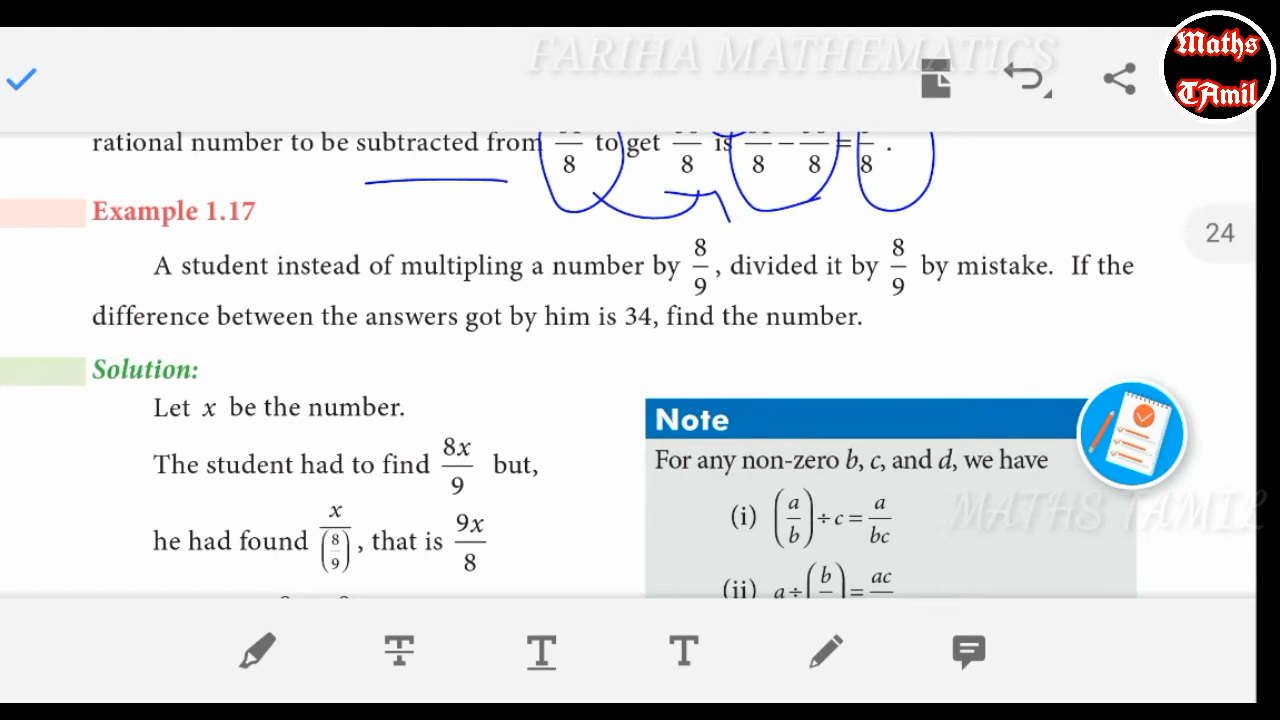 FARIHA MATHEMATICS
Maths
TAmil
rational number to be subtracted from /8 to get /8 is /8 − /8 = /8 .
Example 1.17
24
A student instead of multipling a number by 8/9, divided it by 8/9 by mistake. If the
difference between the answers got by him is 34, find the number.
Solution:
Let x be the number.
The student had to find 8x/9 but,
he had found x/(8/9), that is 9x/8
Note
For any non-zero b, c, and d, we have
(i) (a/b) ÷ c = a/bc
MATHS TAMIL
(ii) a ÷ (b/ ) = ac/
T